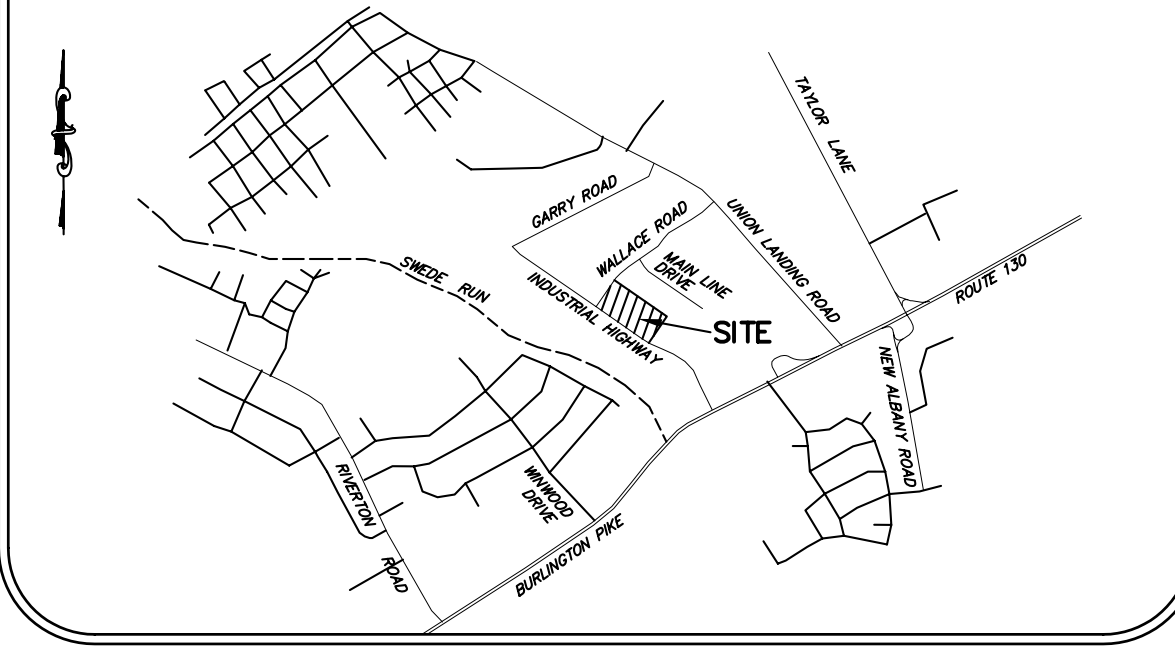 TAYLOR LANE
GARRY ROAD
WALLACE ROAD
UNION LANDING ROAD
MAIN LINE
DRIVE
SWEDE RUN
INDUSTRIAL HIGHWAY
ROUTE 130
SITE
NEW ALBANY ROAD
RIVERTON
ROAD
WINWOOD
DRIVE
BURLINGTON PIKE